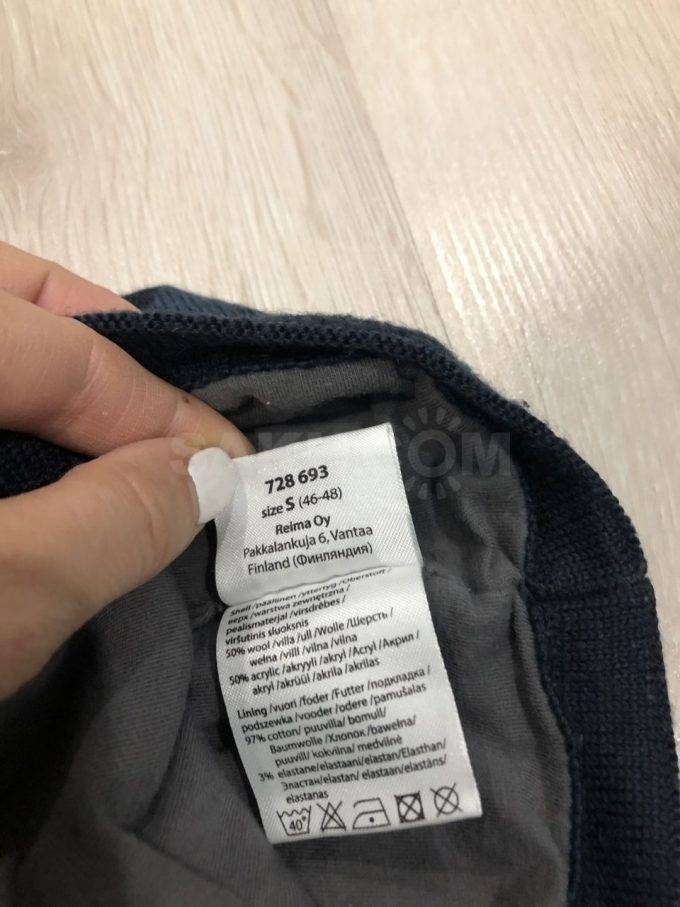 728 693
size S (46-48)
Reima Oy
Pakkalankuja 6, Vantaa
Finland (Финляндия)
Shell /päällinen /yttertyg /Oberstoff /
верх /warstwa zewnętrzna /
pealismaterjal /virsdrēbes /
viršutinis sluoksnis
50% wool /villa /ull /Wolle /Шерсть /
wełna /villl /vilna /vilna
50% acrylic /akryyli /akryl /Acryl /Акрил /
akryl /akrüül /akrila /akrilas
Lining /vuori /foder /Futter /подкладка /
podszewka /vooder /odere /pamušalas
97% cotton/ puuvilla/ bomull/
Baumwolle /Хлопок /bawełna/
puuvill/ kokvilna/ medvilnė
3% elastane/elastaani/elastan/Elasthan/
Эластан/elastan/ elastaan/elastāns/
elastanas
40°